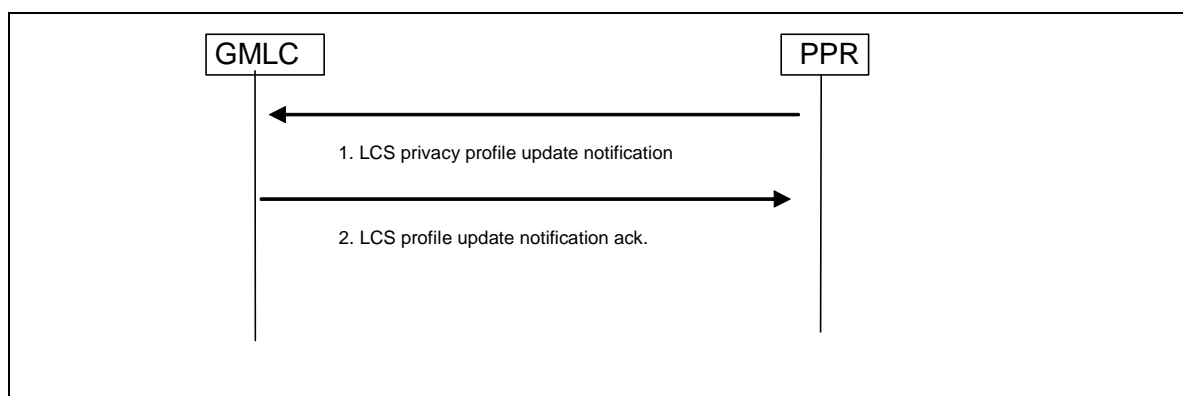 GMLC
PPR
1. LCS privacy profile update notification
2. LCS profile update notification ack.